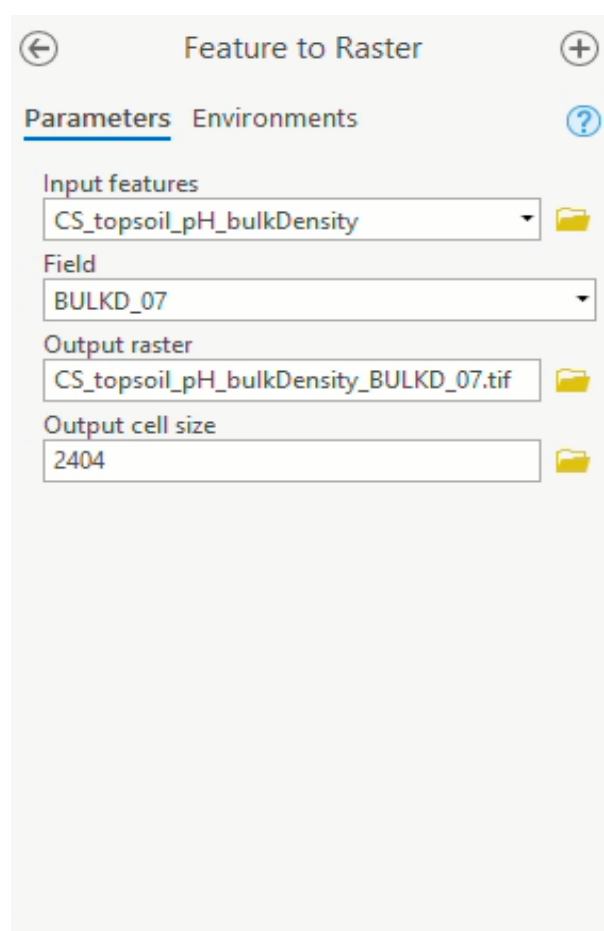 Feature to Raster
Parameters Environments
?
Input features
CS_topsoil_pH_bulkDensity
Field
BULKD_07
Output raster
CS_topsoil_pH_bulkDensity_BULKD_07.tif
Output cell size
2404